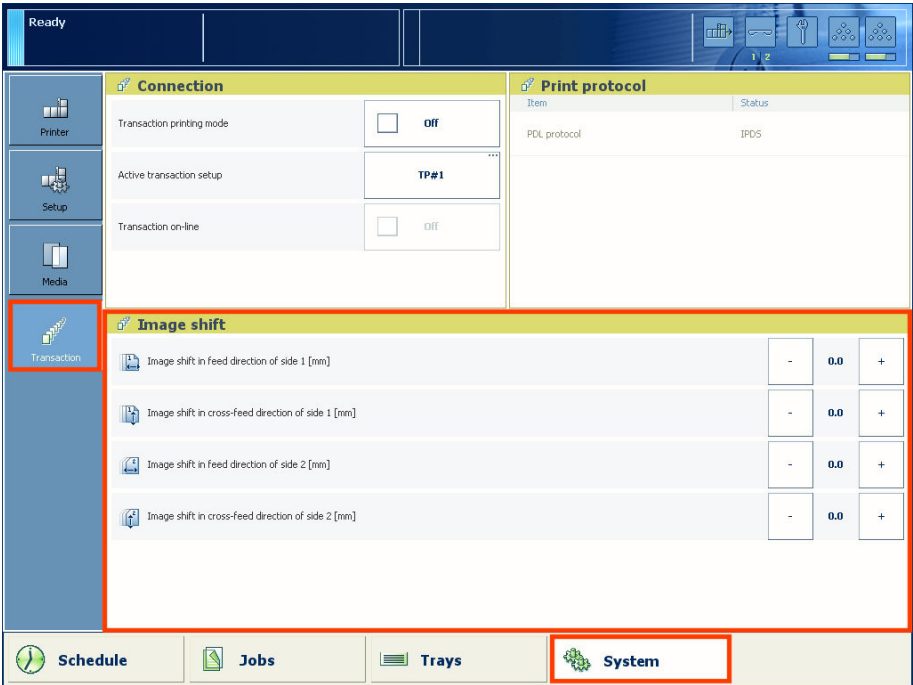 Ready
1 2
Printer
Setup
Media
Transaction
Connection
Transaction printing mode
Off
Active transaction setup
TP#1
...
Transaction on-line
Off
Print protocol
Item Status
PDL protocol IPDS
Image shift
Image shift in feed direction of side 1 [mm] - 0.0 +
Image shift in cross-feed direction of side 1 [mm] - 0.0 +
Image shift in feed direction of side 2 [mm] - 0.0 +
Image shift in cross-feed direction of side 2 [mm] - 0.0 +
Schedule Jobs Trays System